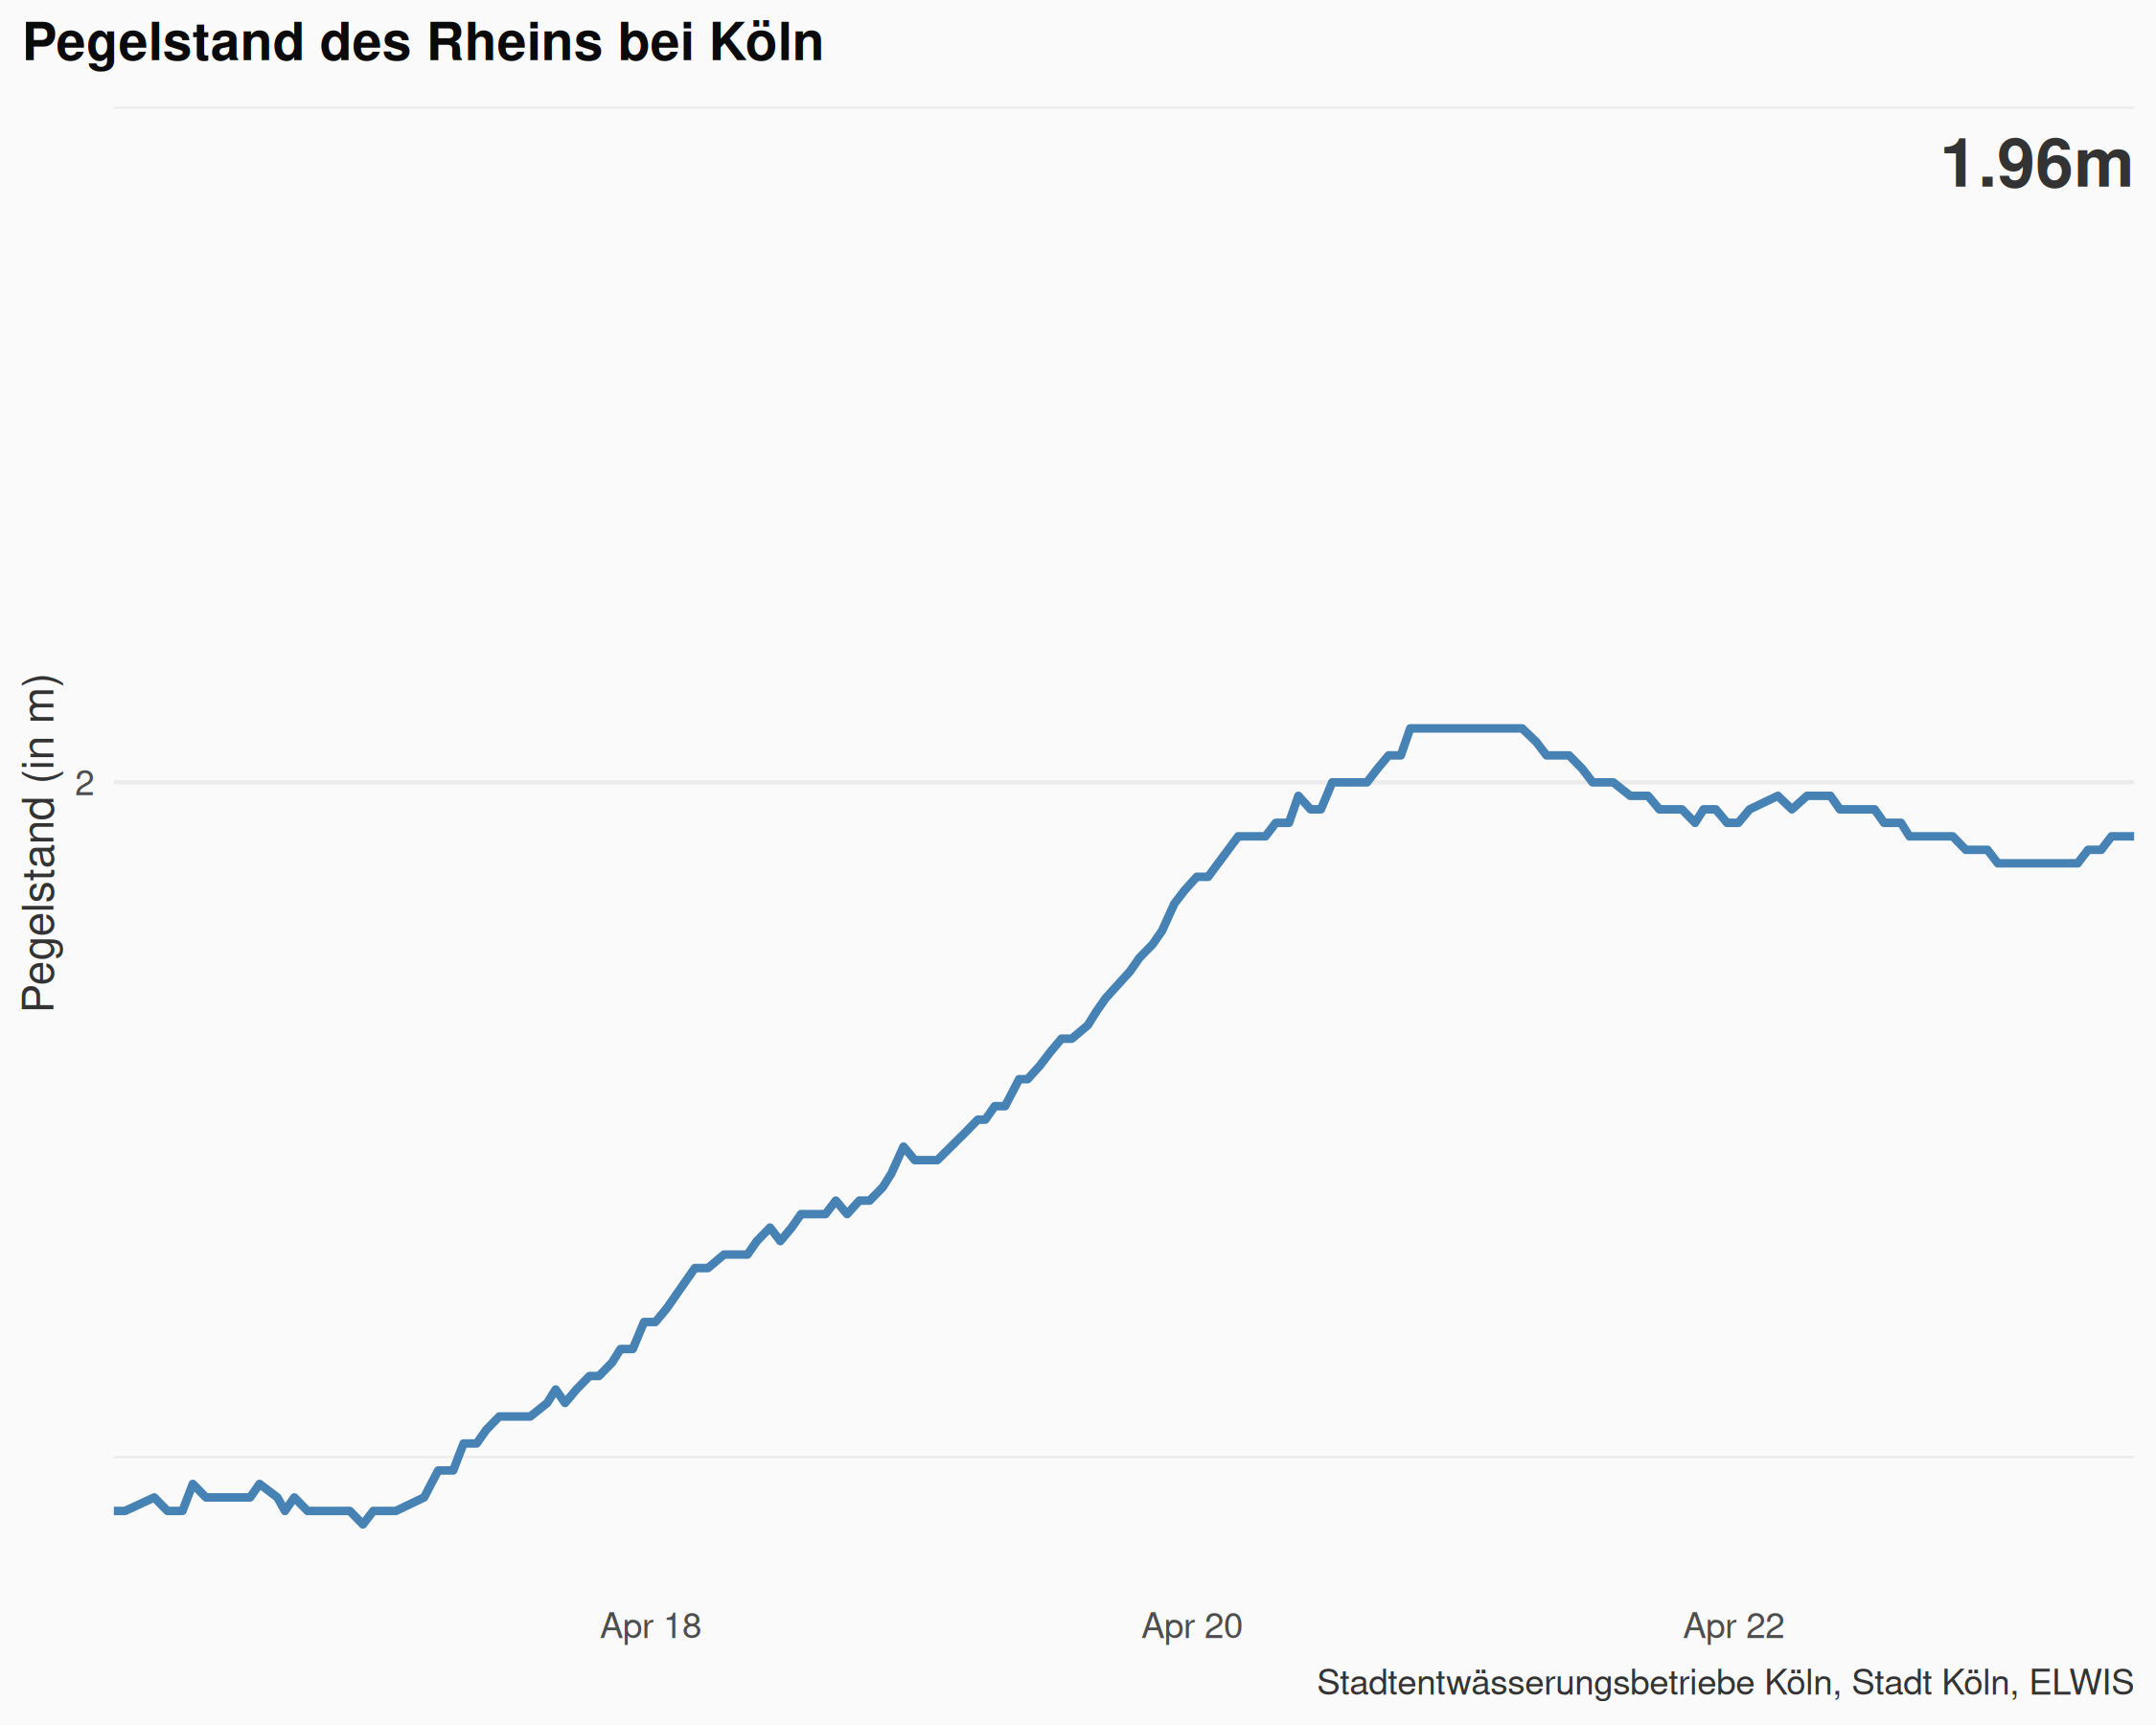 Pegelstand des Rheins bei Köln
1.96m
Pegelstand (in m)
2
Apr 18
Apr 20
Apr 22
Stadtentwässerungsbetriebe Köln, Stadt Köln, ELWIS